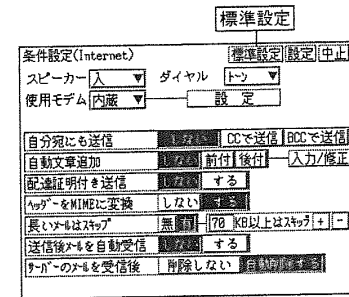 標準設定
条件設定(Internet) 標準設定 設定 中止
スピーカー 入 ▼ ダイヤル トーン ▼
使用モデム 内蔵 ▼ 設 定
自分宛にも送信 しない CCで送信 BCCで送信
自動文章追加 しない 前付 後付 入力/修正
配達証明付き送信 しない する
ヘッダーをMIMEに変換 しない する
長いメールはスキップ 無 有 70 KB以上はスキップ + -
送信後メールを自動受信 しない する
サーバーのメールを受信後 削除しない 自動削除する